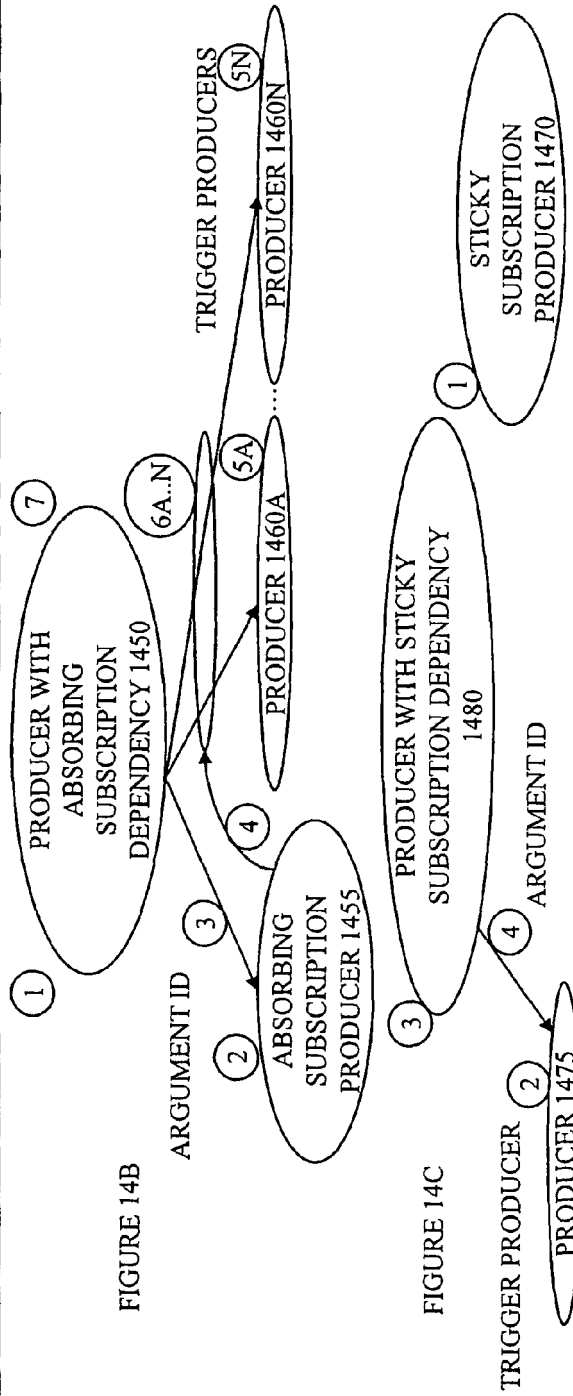 FIGURE 14B
1
PRODUCER WITH
ABSORBING
SUBSCRIPTION
DEPENDENCY 1450
7
ARGUMENT ID
3
2
ABSORBING
SUBSCRIPTION
PRODUCER 1455
4
6A..N
TRIGGER PRODUCERS
5A
PRODUCER 1460A
5N
PRODUCER 1460N
FIGURE 14C
3
PRODUCER WITH STICKY
SUBSCRIPTION DEPENDENCY
1480
1
STICKY
SUBSCRIPTION
PRODUCER 1470
4
ARGUMENT ID
TRIGGER PRODUCER
2
PRODUCER 1475